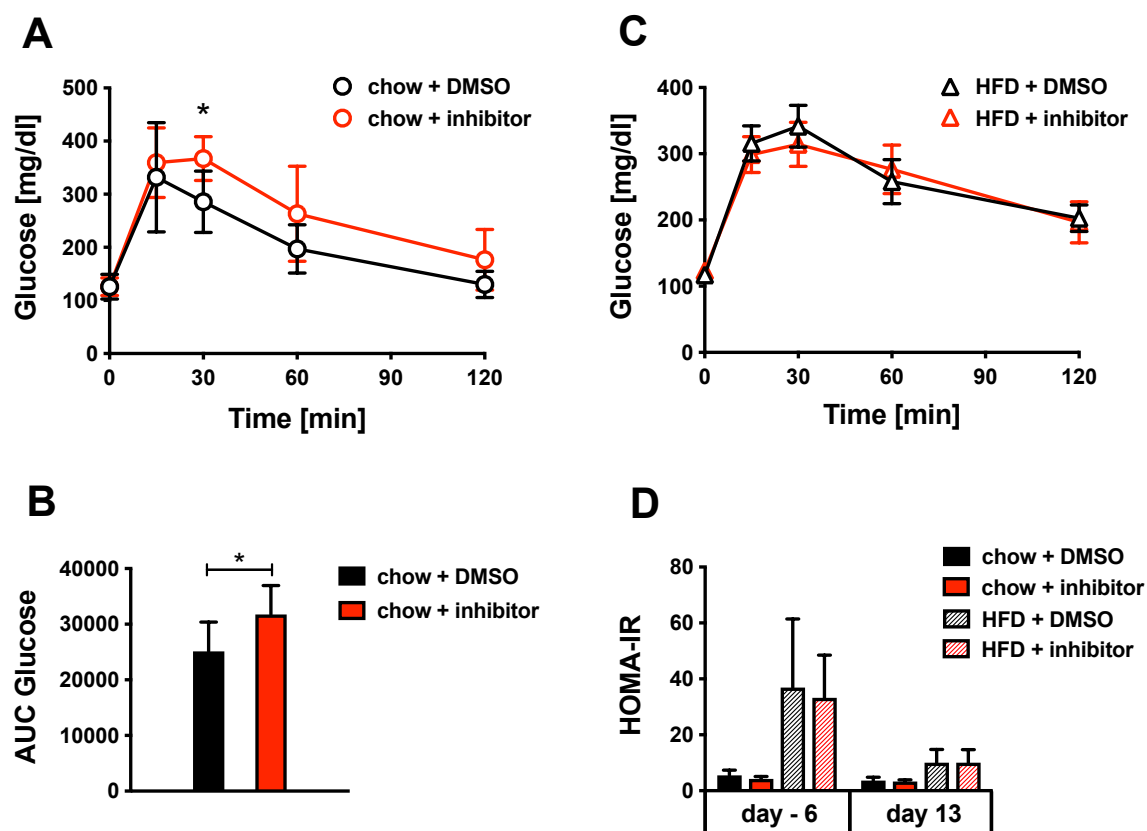 A
500
400
300
200
100
0
Glucose [mg/dl]
*
chow + DMSO
chow + inhibitor
0
30
60
90
120
Time [min]
C
400
300
200
100
0
Glucose [mg/dl]
HFD + DMSO
HFD + inhibitor
0
30
60
90
120
Time [min]
B
40000
30000
20000
10000
0
AUC Glucose
*
chow + DMSO
chow + inhibitor
D
80
60
40
20
0
HOMA-IR
chow + DMSO
chow + inhibitor
HFD + DMSO
HFD + inhibitor
day - 6
day 13